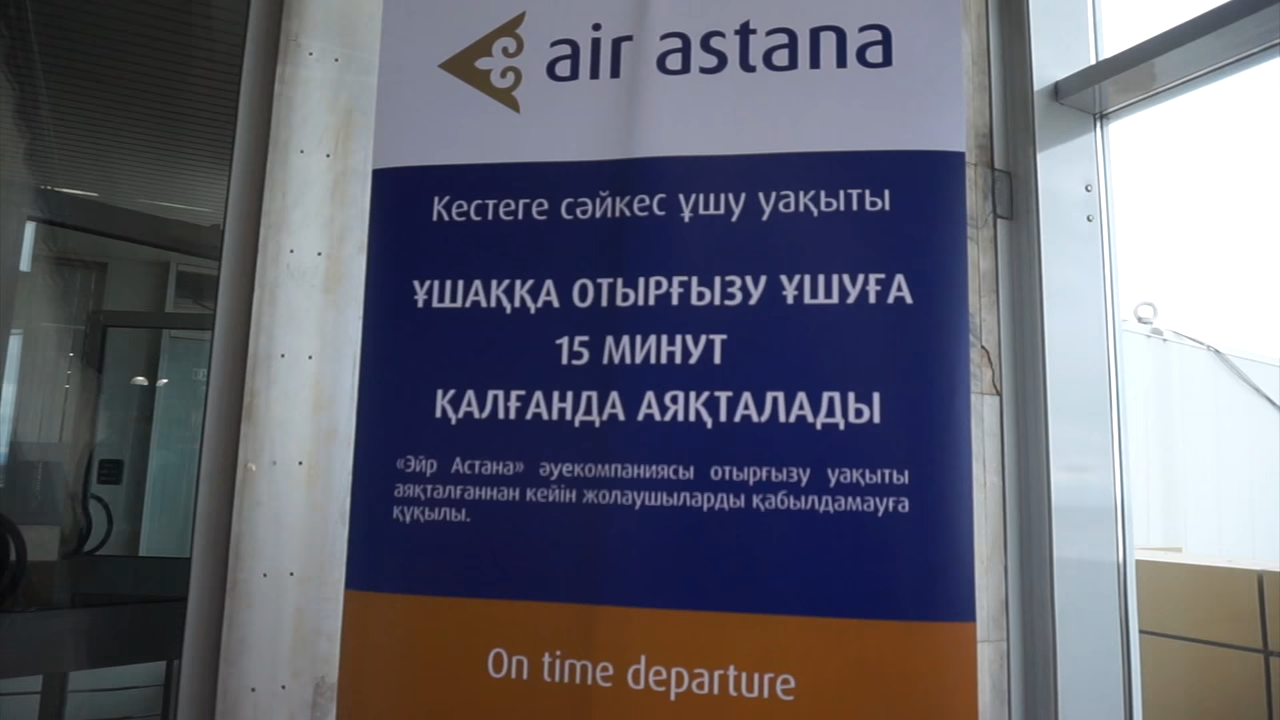 air astana
Кестеге сәйкес ұшу уақыты
ҰШАҚҚА ОТЫРҒЫЗУ ҰШУҒА
15 МИНУТ
ҚАЛҒАНДА АЯҚТАЛАДЫ
«Эйр Астана» әуекомпаниясы отырғызу уақыты
аяқталғаннан кейін жолаушыларды қабылдамауға
құқылы.
On time departure